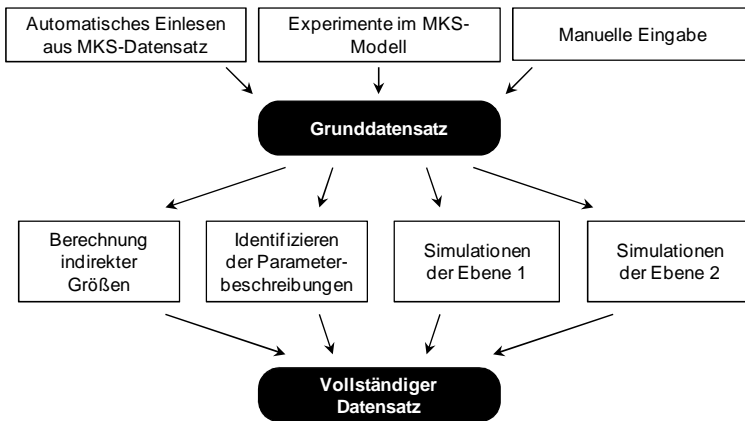 Automatisches Einlesen
aus MKS-Datensatz
Experimente im MKS-
Modell
Manuelle Eingabe
Grunddatensatz
Berechnung
indirekter
Größen
Identifizieren
der Parameter-
beschreibungen
Simulationen
der Ebene 1
Simulationen
der Ebene 2
Vollständiger
Datensatz